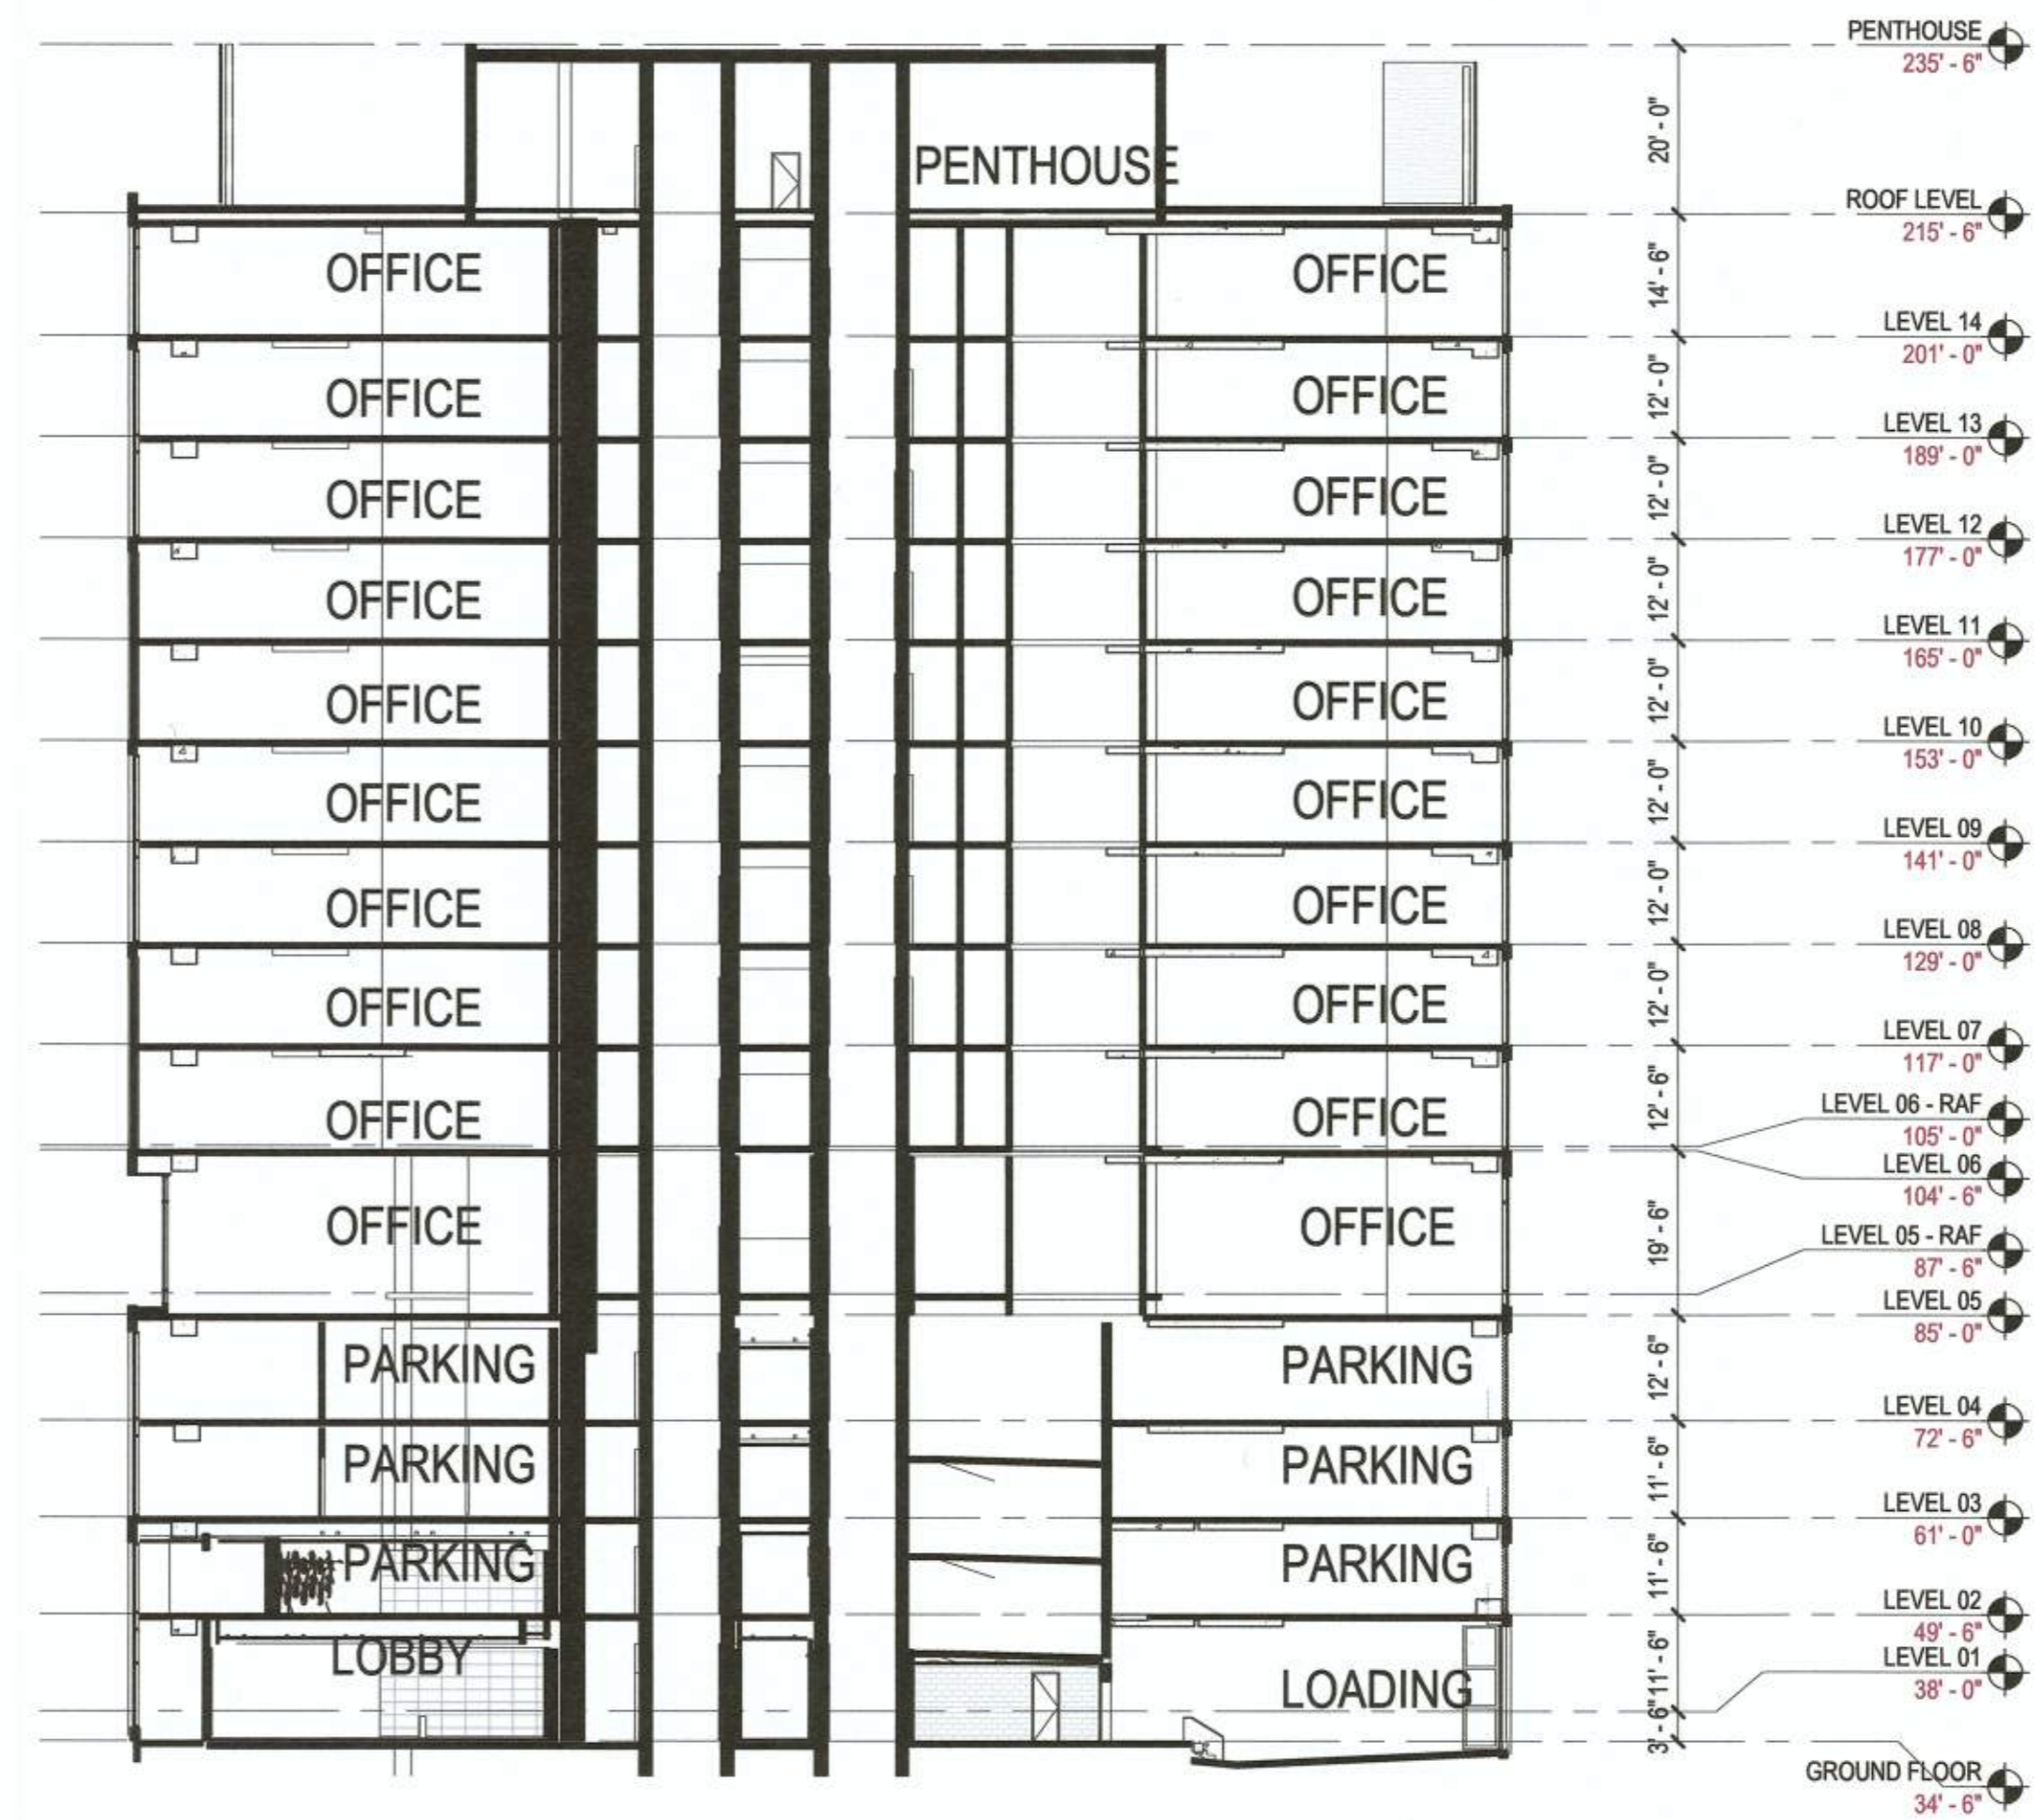 PENTHOUSE
235' - 6"
20' - 0"
PENTHOUSE
ROOF LEVEL
215' - 6"
OFFICE OFFICE
14' - 6"
LEVEL 14
201' - 0"
OFFICE OFFICE
12' - 0"
LEVEL 13
189' - 0"
OFFICE OFFICE
12' - 0"
LEVEL 12
177' - 0"
OFFICE OFFICE
12' - 0"
LEVEL 11
165' - 0"
OFFICE OFFICE
12' - 0"
LEVEL 10
153' - 0"
OFFICE OFFICE
12' - 0"
LEVEL 09
141' - 0"
OFFICE OFFICE
12' - 0"
LEVEL 08
129' - 0"
OFFICE OFFICE
12' - 0"
LEVEL 07
117' - 0"
OFFICE OFFICE
12' - 6"
LEVEL 06 - RAF
105' - 0"
LEVEL 06
104' - 6"
OFFICE OFFICE
19' - 6"
LEVEL 05 - RAF
87' - 6"
LEVEL 05
85' - 0"
PARKING PARKING
12' - 6"
LEVEL 04
72' - 6"
PARKING PARKING
11' - 6"
LEVEL 03
61' - 0"
PARKING PARKING
11' - 6"
LEVEL 02
49' - 6"
LOBBY LOADING
11' - 6"
LEVEL 01
38' - 0"
3' - 6"
GROUND FLOOR
34' - 6"